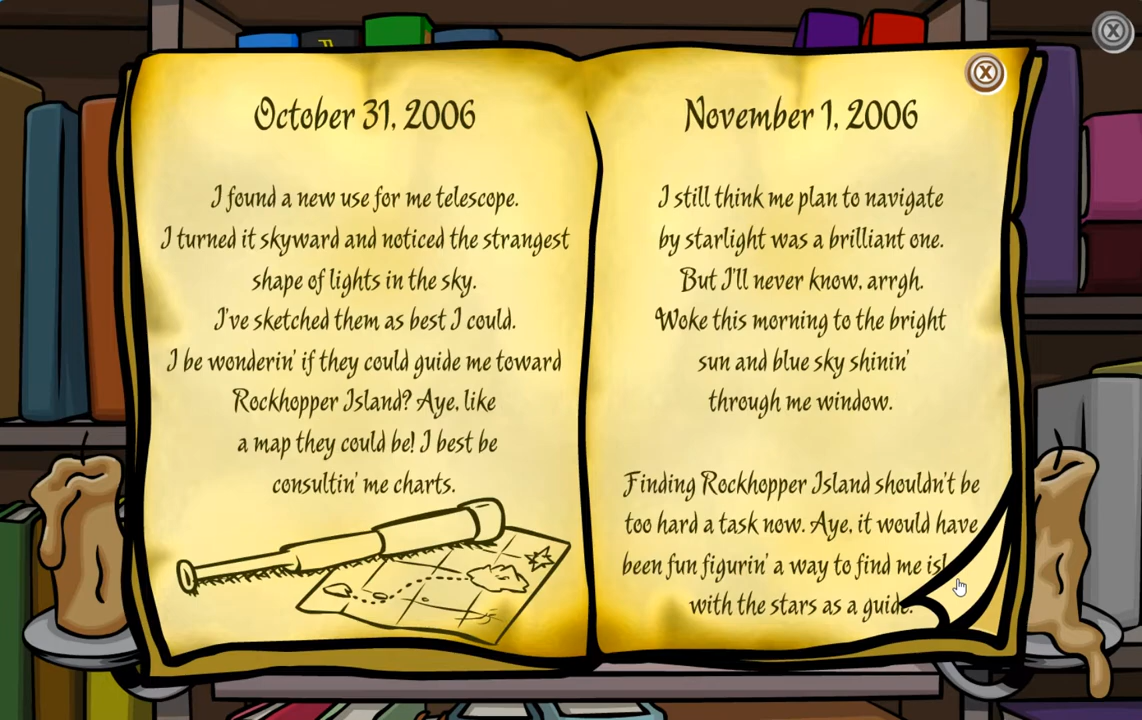 October 31, 2006
I found a new use for me telescope.
I turned it skyward and noticed the strangest
shape of lights in the sky.
I've sketched them as best I could.
I be wonderin' if they could guide me toward
Rockhopper Island? Aye, like
a map they could be! I best be
consultin' me charts.
November 1, 2006
I still think me plan to navigate
by starlight was a brilliant one.
But I'll never know, arrgh.
Woke this morning to the bright
sun and blue sky shinin'
through me window.
Finding Rockhopper Island shouldn't be
too hard a task now. Aye, it would have
been fun figurin' a way to find me isl
with the stars as a guide.
X
X